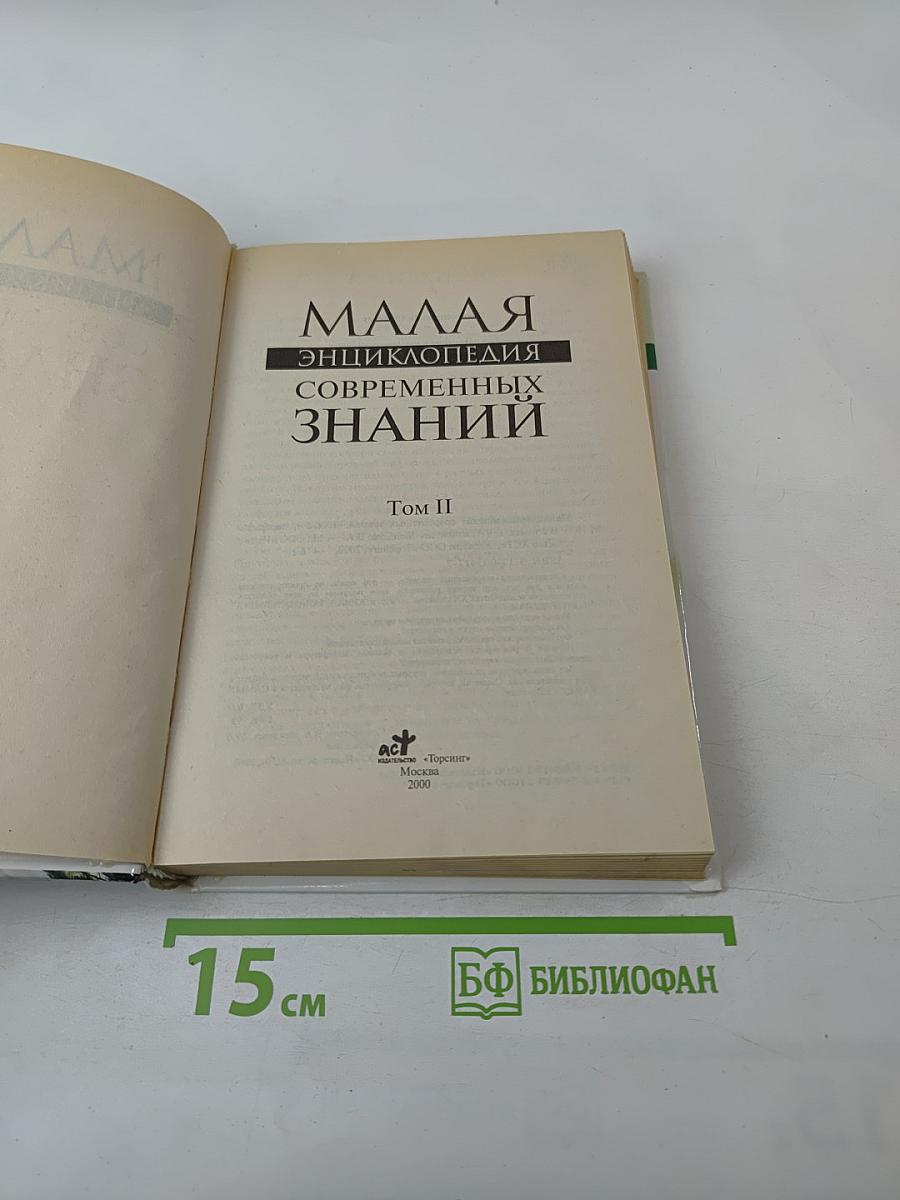 МАЛАЯ
ЭНЦИКЛОПЕДИЯ
СОВРЕМЕННЫХ
ЗНАНИЙ
Том II
аст
ИЗДАТЕЛЬСТВО «Торсинг»
Москва
2000
15 см
БФ БИБЛИОФАН